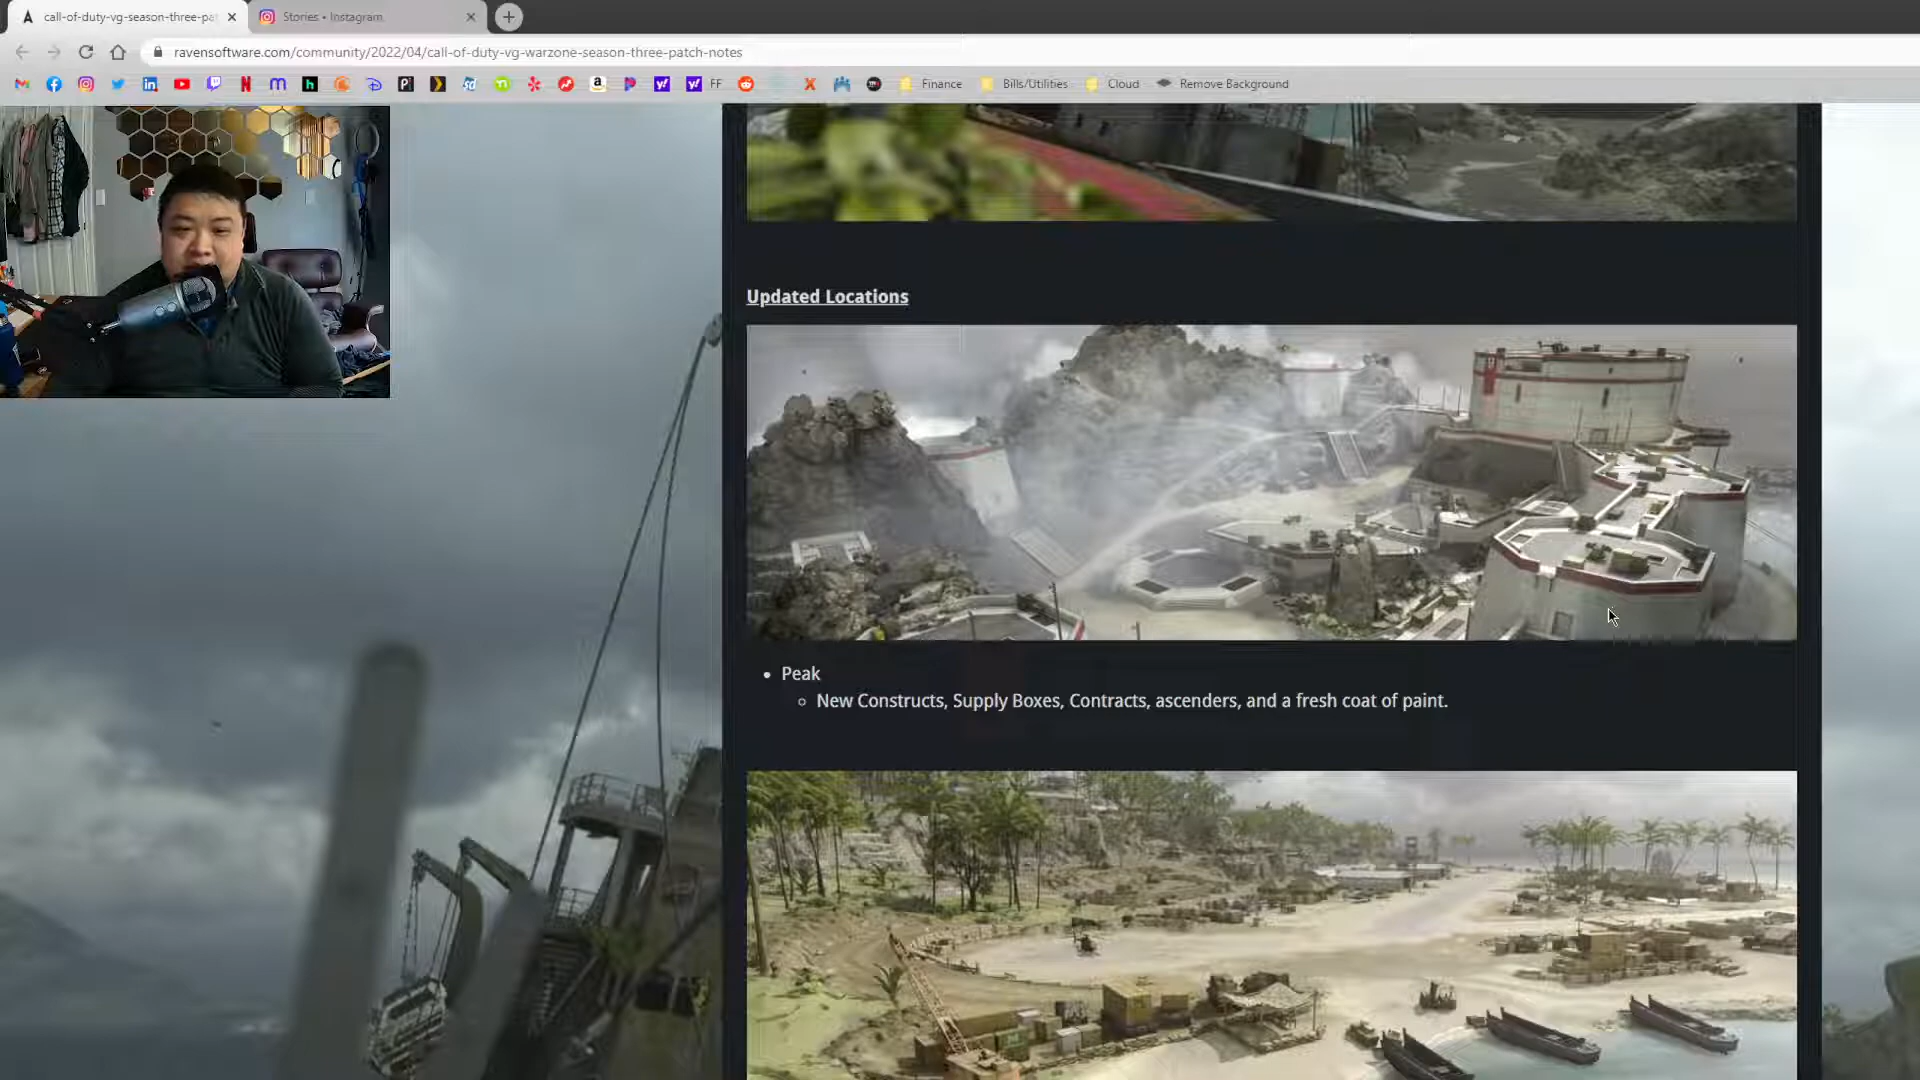 call-of-duty-vg-season-three-pat
Stories • Instagram
ravensoftware.com/community/2022/04/call-of-duty-vg-warzone-season-three-patch-notes
FF
Finance
Bills/Utilities
Cloud
Remove Background
Updated Locations
• Peak
○ New Constructs, Supply Boxes, Contracts, ascenders, and a fresh coat of paint.